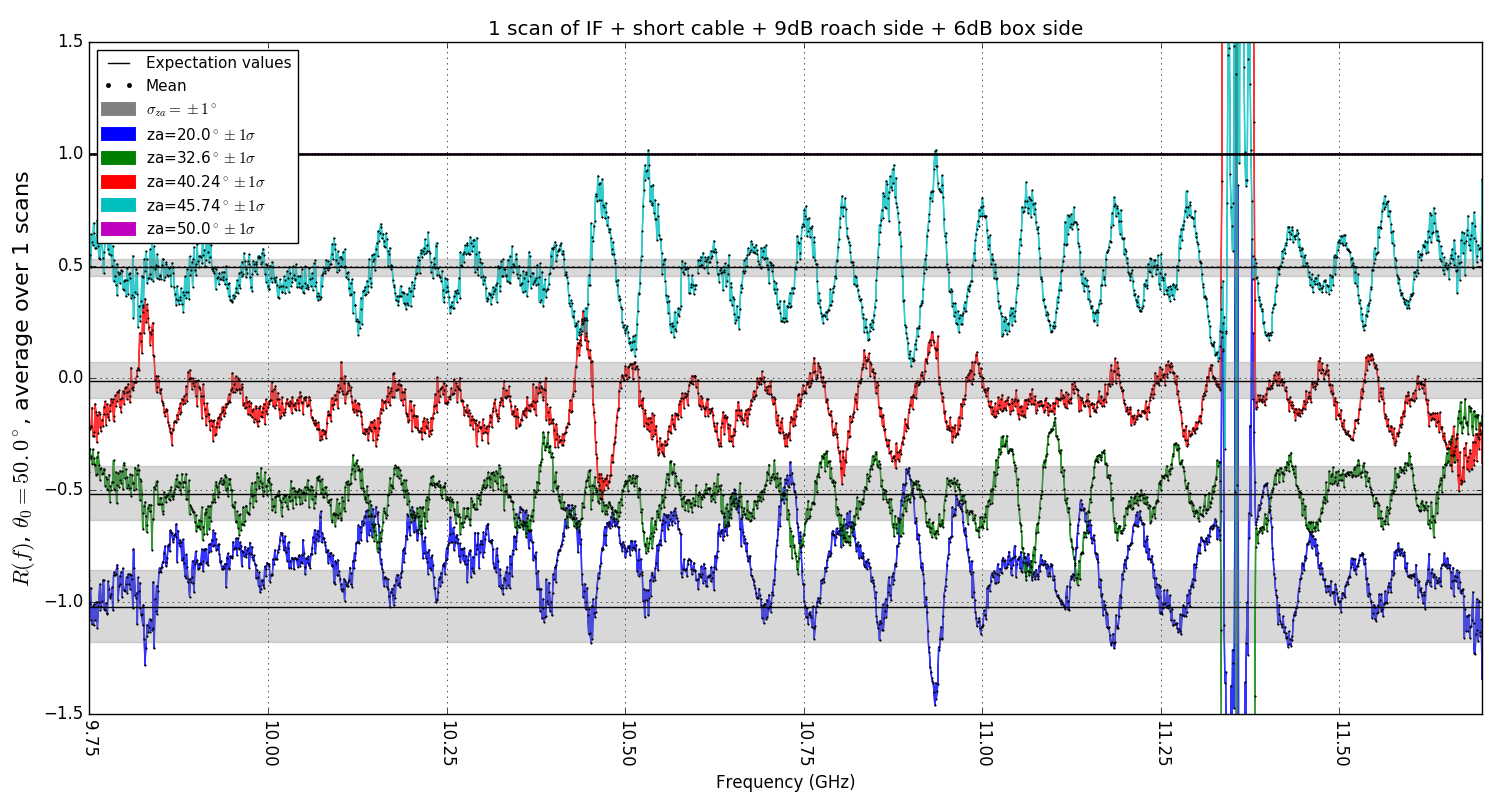 1 scan of IF + short cable + 9dB roach side + 6dB box side
1.5
1.0
0.5
0.0
−0.5
−1.0
−1.5
R(f), θ₀ = 50.0°, average over 1 scans
Expectation values
Mean
σ_za = ±1°
za=20.0° ± 1σ
za=32.6° ± 1σ
za=40.24° ± 1σ
za=45.74° ± 1σ
za=50.0° ± 1σ
9.75
10.00
10.25
10.50
10.75
11.00
11.25
11.50
Frequency (GHz)